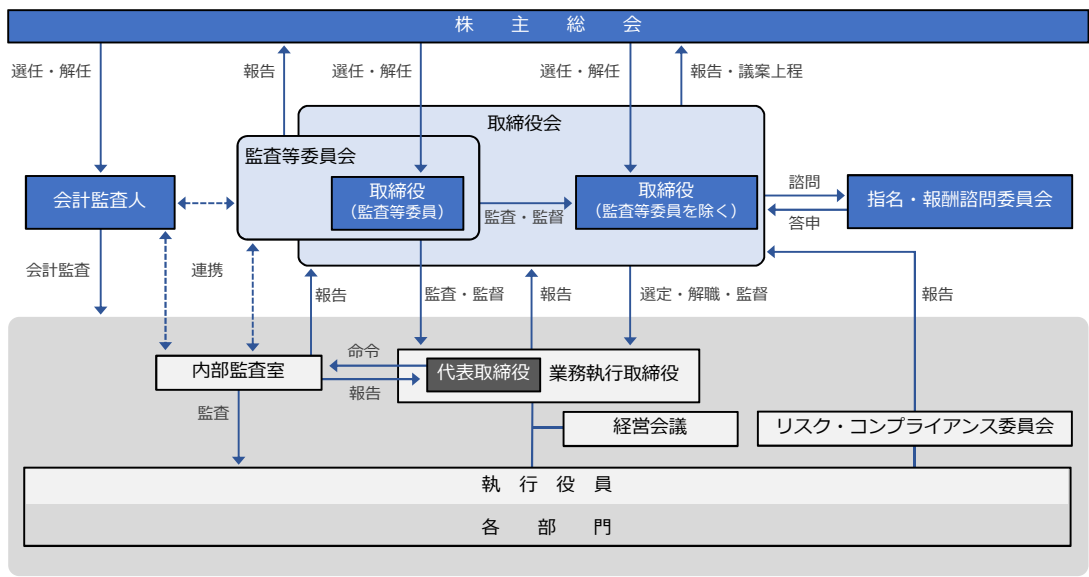 株主総会
選任・解任
報告
選任・解任
選任・解任
報告・議案上程
取締役会
監査等委員会
会計監査人
取締役
（監査等委員）
監査・監督
取締役
（監査等委員を除く）
諮問
答申
指名・報酬諮問委員会
会計監査
連携
報告
監査・監督
報告
選定・解職・監督
報告
内部監査室
命令
報告
代表取締役
業務執行取締役
監査
経営会議
リスク・コンプライアンス委員会
執行役員
各部門